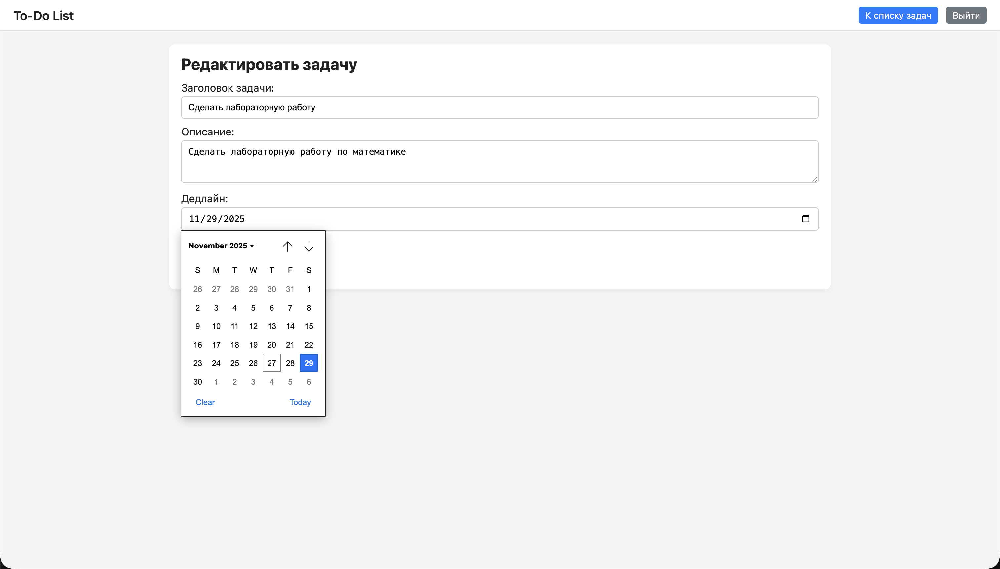 To-Do List
К списку задач
Выйти
Редактировать задачу
Заголовок задачи:
Сделать лабораторную работу
Описание:
Сделать лабораторную работу по математике
Дедлайн:
11/29/2025
November 2025
S M T W T F S
26 27 28 29 30 31 1
2 3 4 5 6 7 8
9 10 11 12 13 14 15
16 17 18 19 20 21 22
23 24 25 26 27 28 29
30 1 2 3 4 5 6
Clear Today